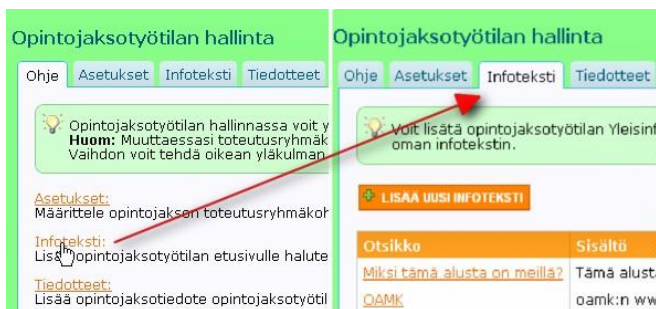 Opintojaksotyötilan hallinta
Ohje Asetukset Infoteksti Tiedotteet
Opintojaksotyötilan hallinnassa voit y
Huom: Muuttaessasi toteutusryhmäk
Vaihdon voit tehdä oikean yläkulman
Asetukset:
Määrittele opintojakson toteutusryhmäkoh
Infoteksti:
Lisää opintojaksotyötilan etusivulle halute
Tiedotteet:
Lisää opintojaksotiedote opintojaksotyötil
Opintojaksotyötilan hallinta
Ohje Asetukset Infoteksti Tiedotteet
Voit lisätä opintojaksotyötilan Yleisinf
oman infotekstin.
LISÄÄ UUSI INFOTEKSTI
Otsikko Sisältö
Miksi tämä alusta on meillä? Tämä alusta
OAMK oamk:n ww